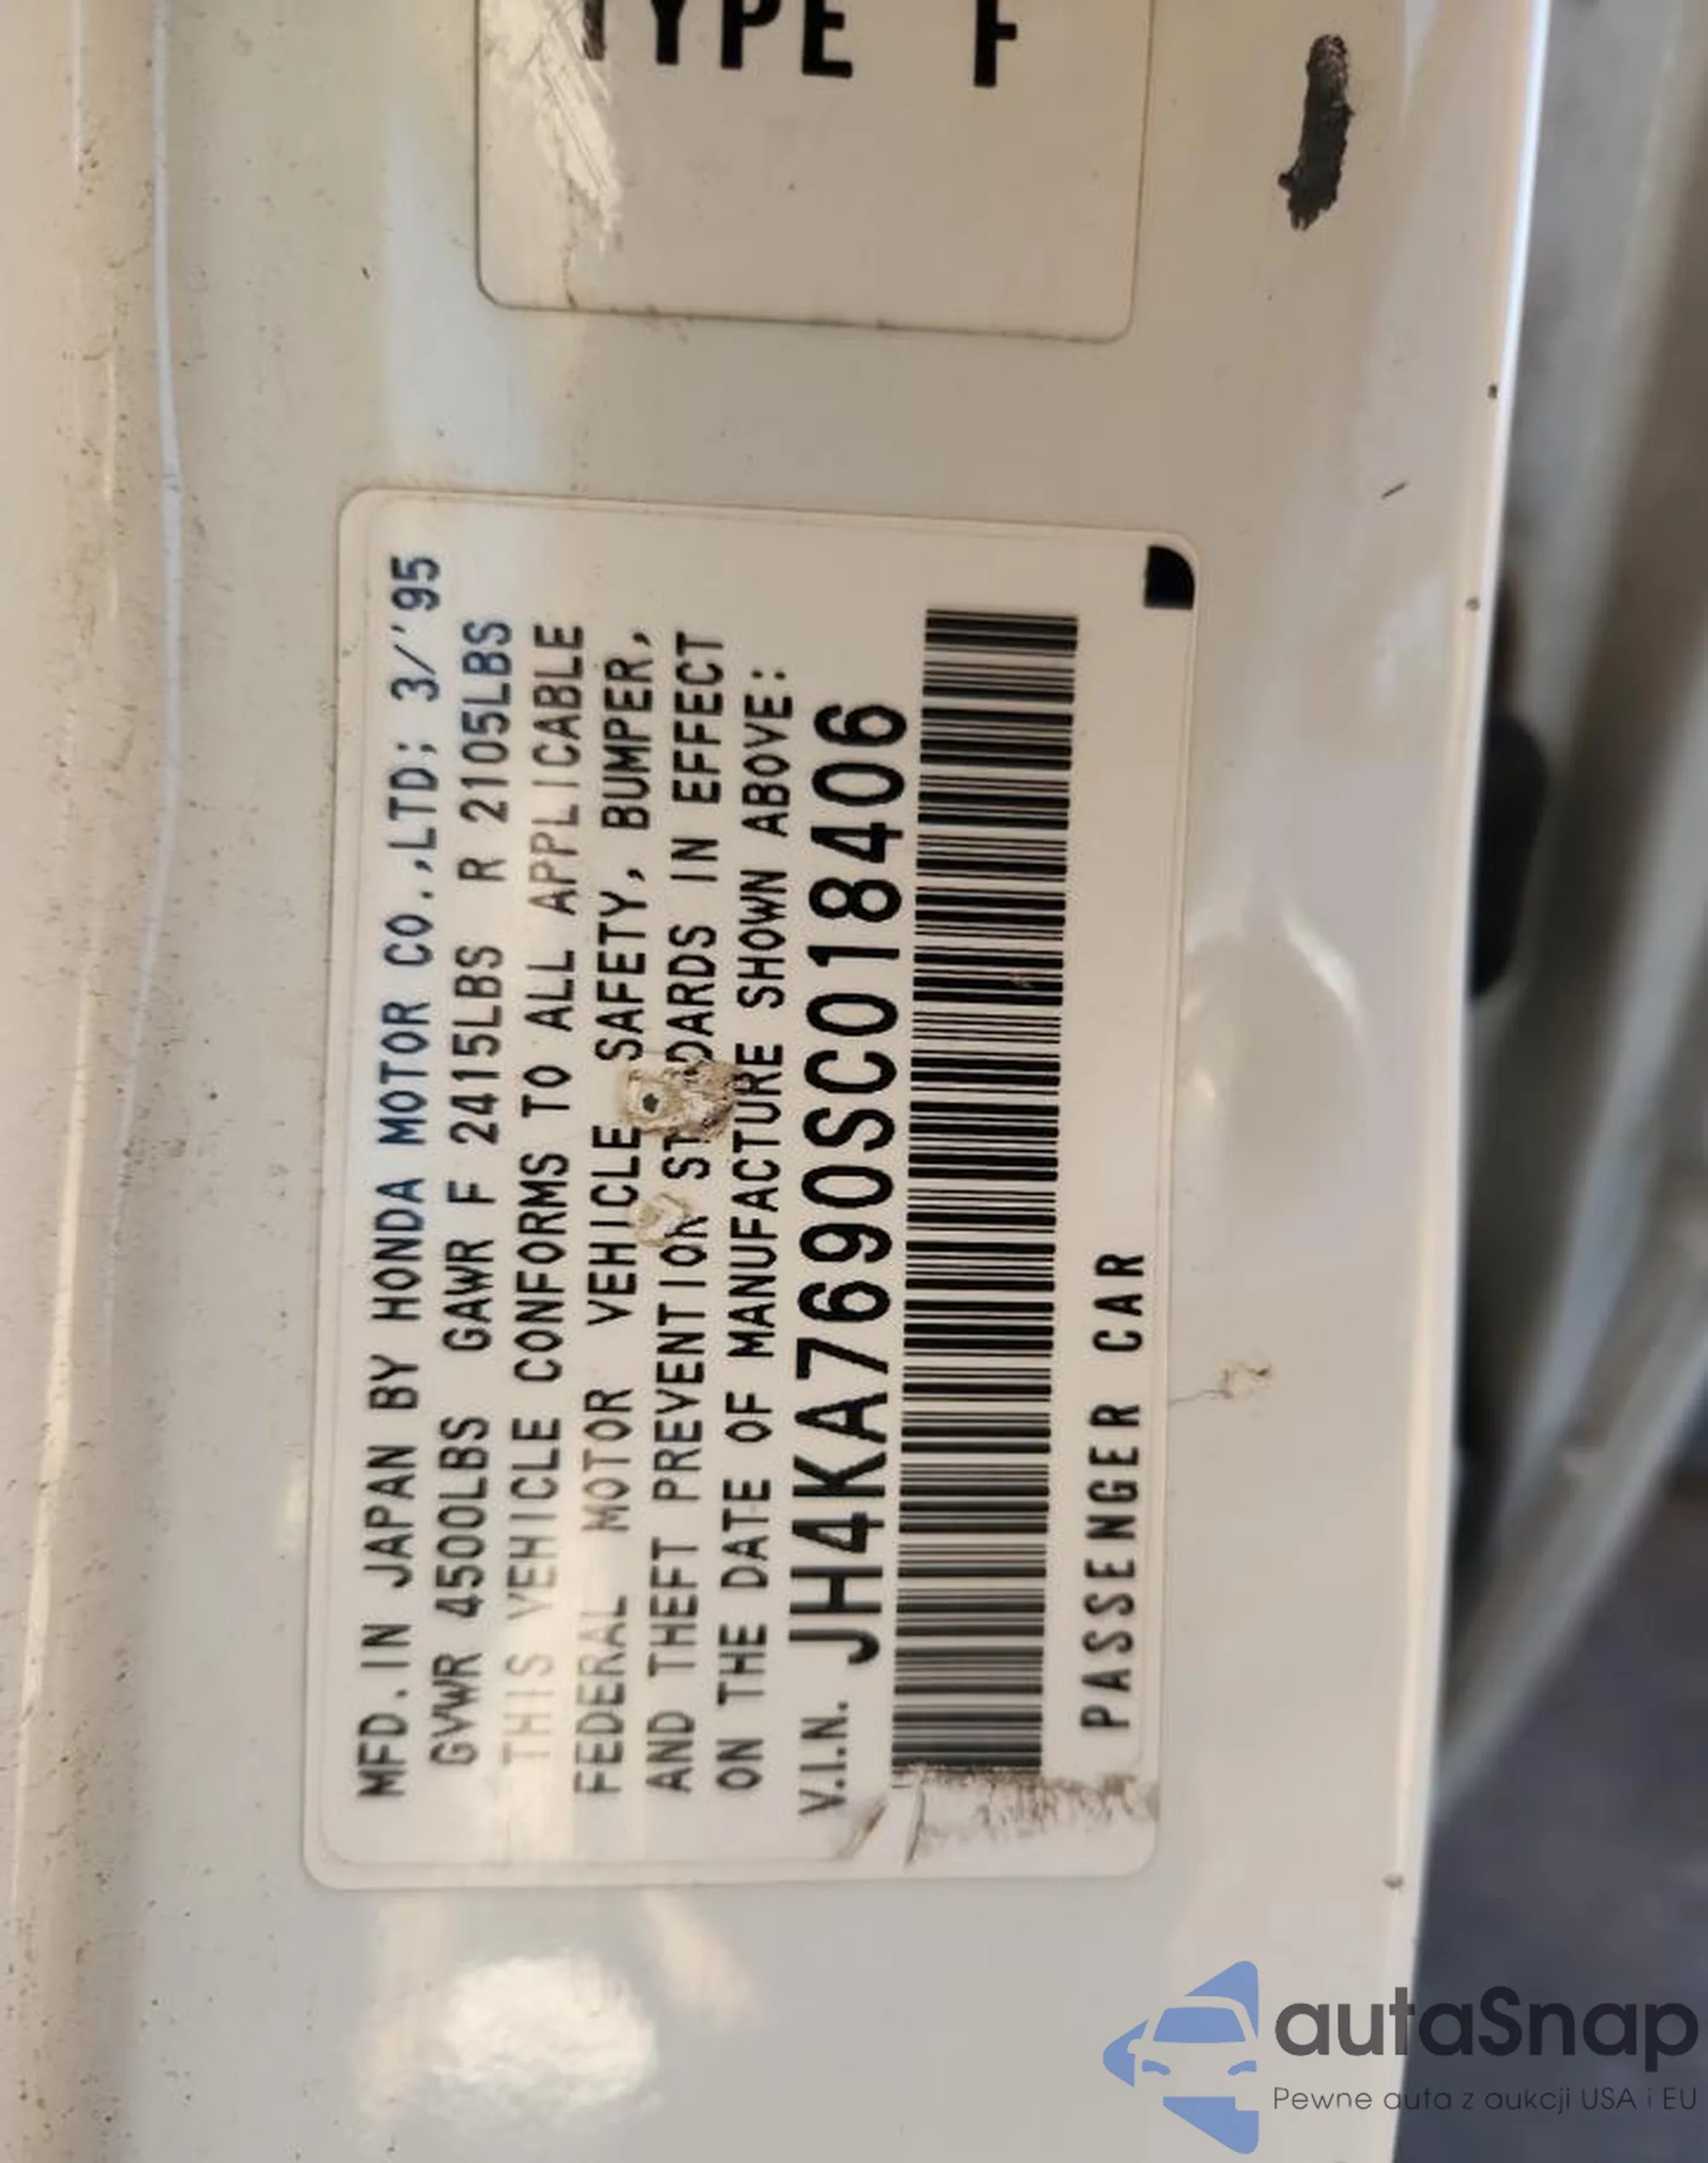 TYPE F
MFD.IN JAPAN BY HONDA MOTOR CO.,LTD; 3/'95
GVWR 4500LBS GAWR F 2415LBS R 2105LBS
THIS VEHICLE CONFORMS TO ALL APPLICABLE
FEDERAL MOTOR VEHICLE SAFETY, BUMPER,
AND THEFT PREVENTION STANDARDS IN EFFECT
ON THE DATE OF MANUFACTURE SHOWN ABOVE:
V.I.N. JH4KA7690SC018406
PASSENGER CAR
autaSnap
Pewne auta z aukcji USA i EU